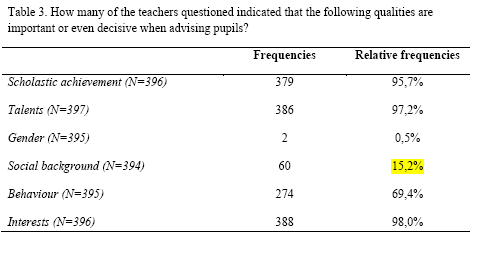 Table 3. How many of the teachers questioned indicated that the following qualities are
important or even decisive when advising pupils?
Frequencies Relative frequencies
Scholastic achievement (N=396) 379 95,7%
Talents (N=397) 386 97,2%
Gender (N=395) 2 0,5%
Social background (N=394) 60 15,2%
Behaviour (N=395) 274 69,4%
Interests (N=396) 388 98,0%